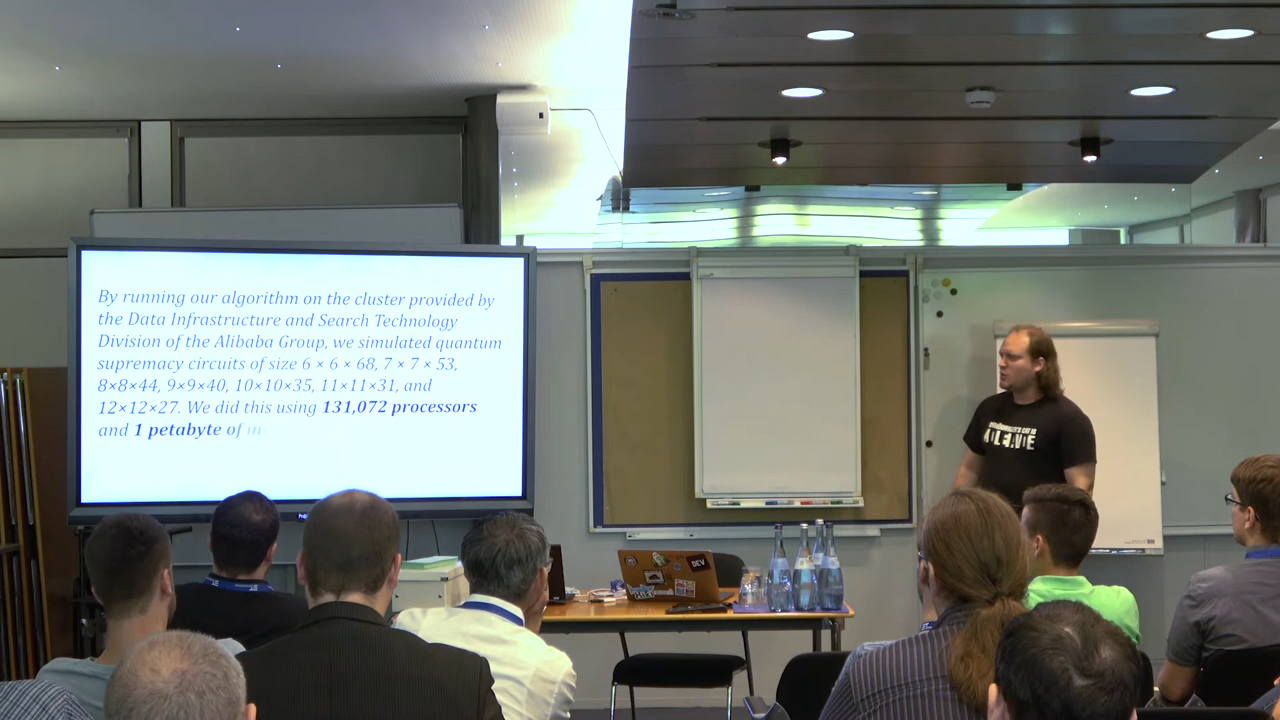 By running our algorithm on the cluster provided by
the Data Infrastructure and Search Technology
Division of the Alibaba Group, we simulated quantum
supremacy circuits of size 6 × 6 × 68, 7 × 7 × 53,
8×8×44, 9×9×40, 10×10×35, 11×11×31, and
12×12×27. We did this using 131,072 processors
and 1 petabyte of
CAT IS
DEV